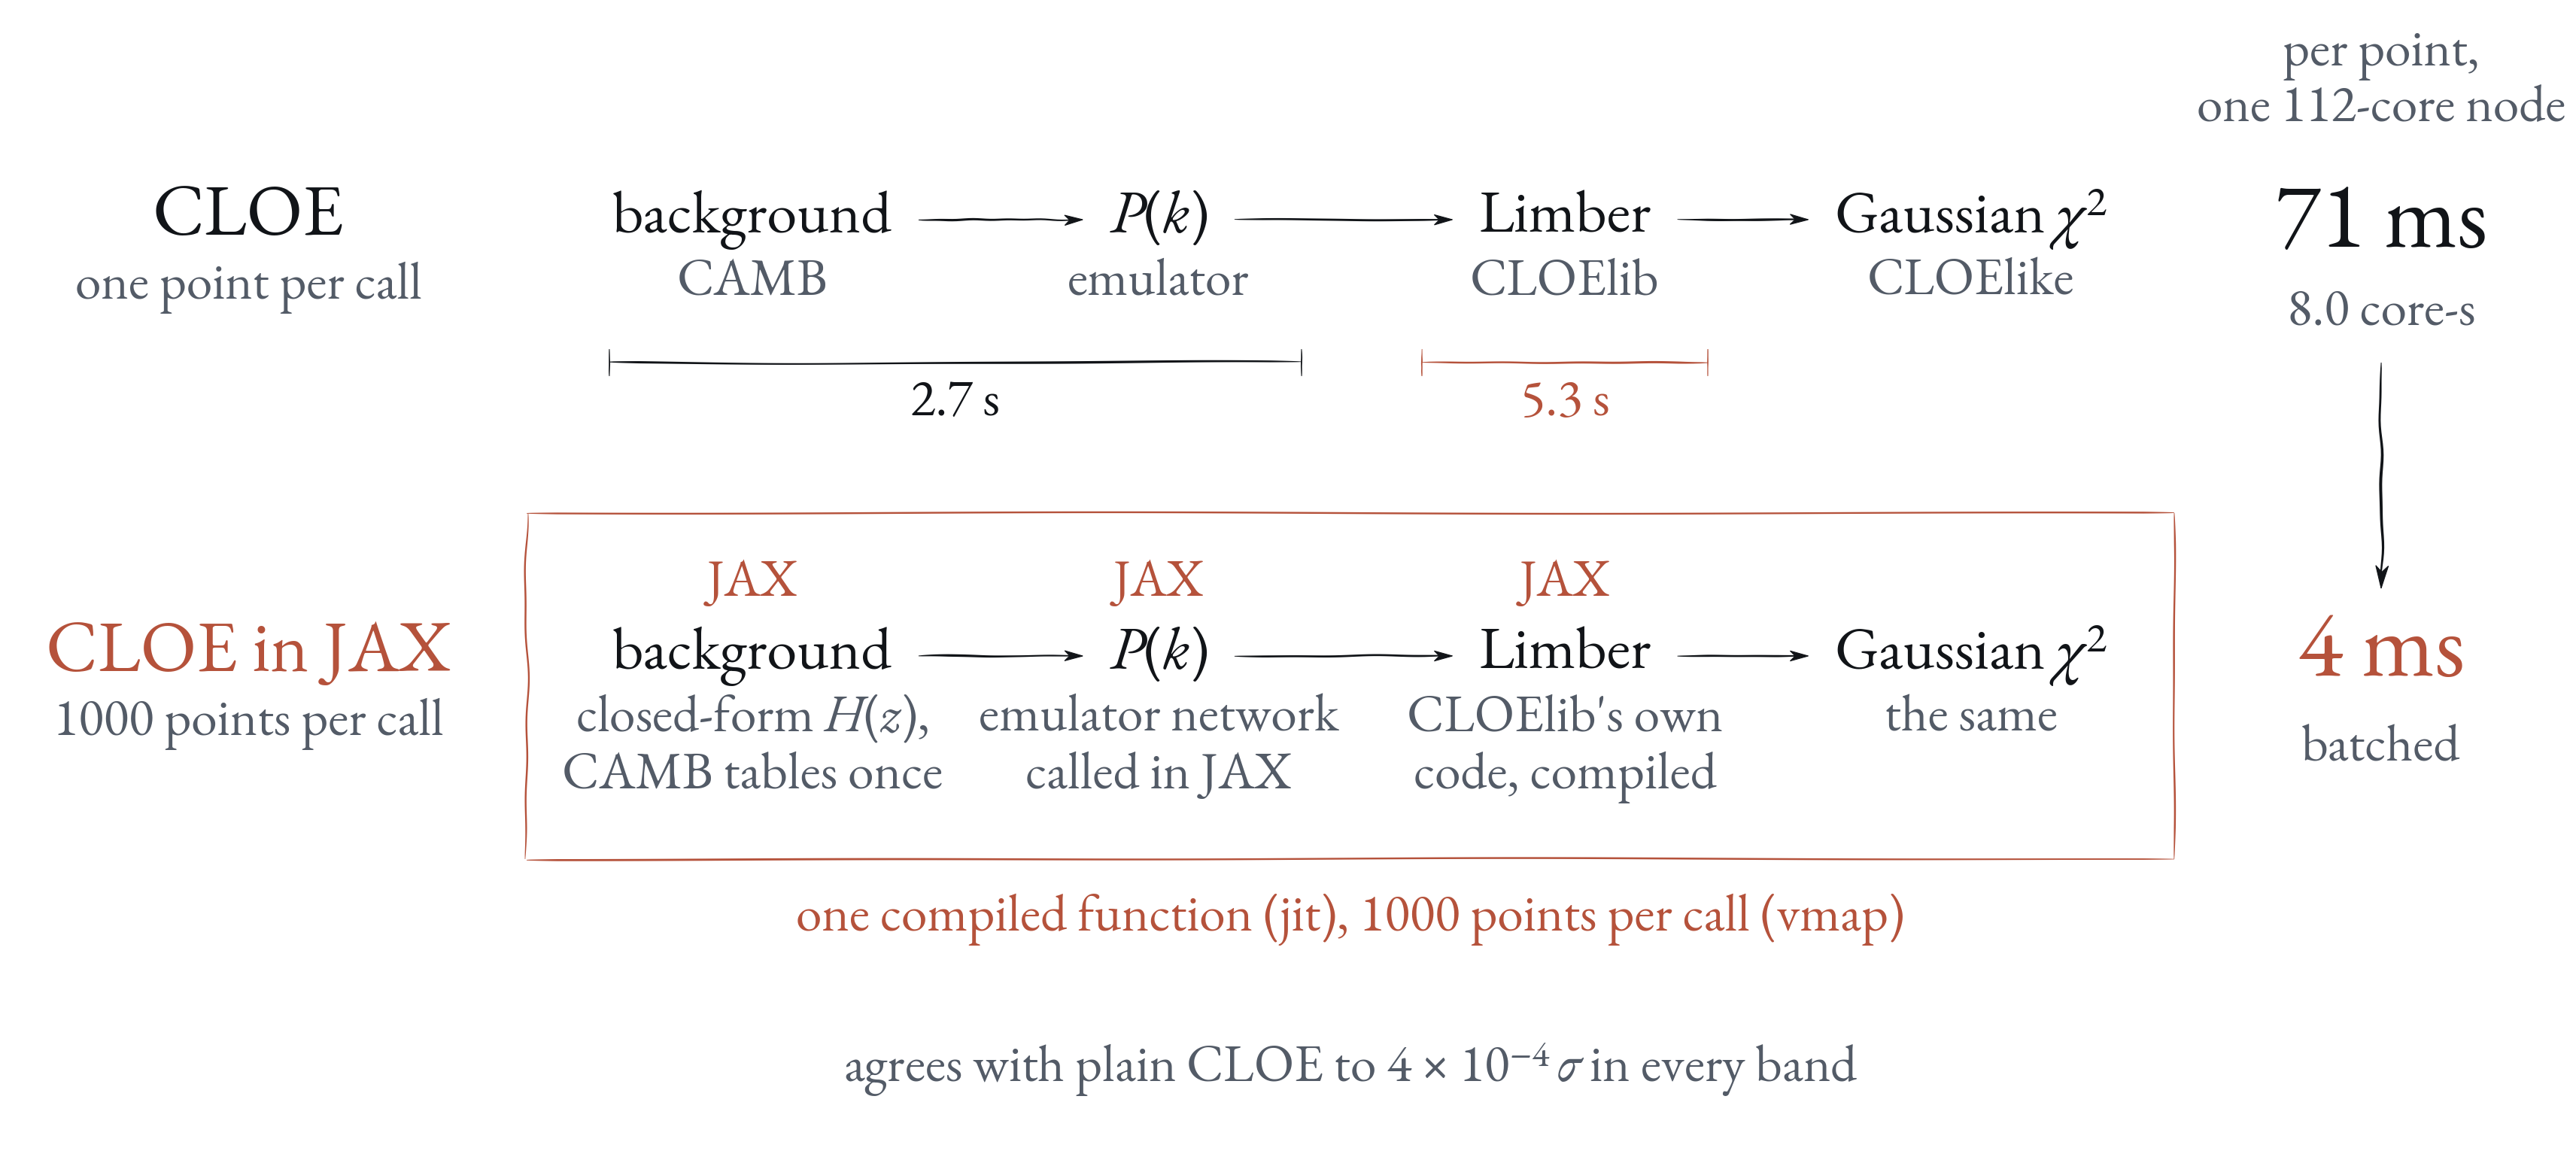 per point,
one 112-core node
CLOE
one point per call
background
CAMB
P(k)
emulator
Limber
CLOElib
Gaussian χ²
CLOElike
71 ms
8.0 core-s
2.7 s
5.3 s
CLOE in JAX
1000 points per call
JAX
background
closed-form H(z),
CAMB tables once
JAX
P(k)
emulator network
called in JAX
JAX
Limber
CLOElib's own
code, compiled
Gaussian χ²
the same
4 ms
batched
one compiled function (jit), 1000 points per call (vmap)
agrees with plain CLOE to 4 × 10⁻⁴ σ in every band